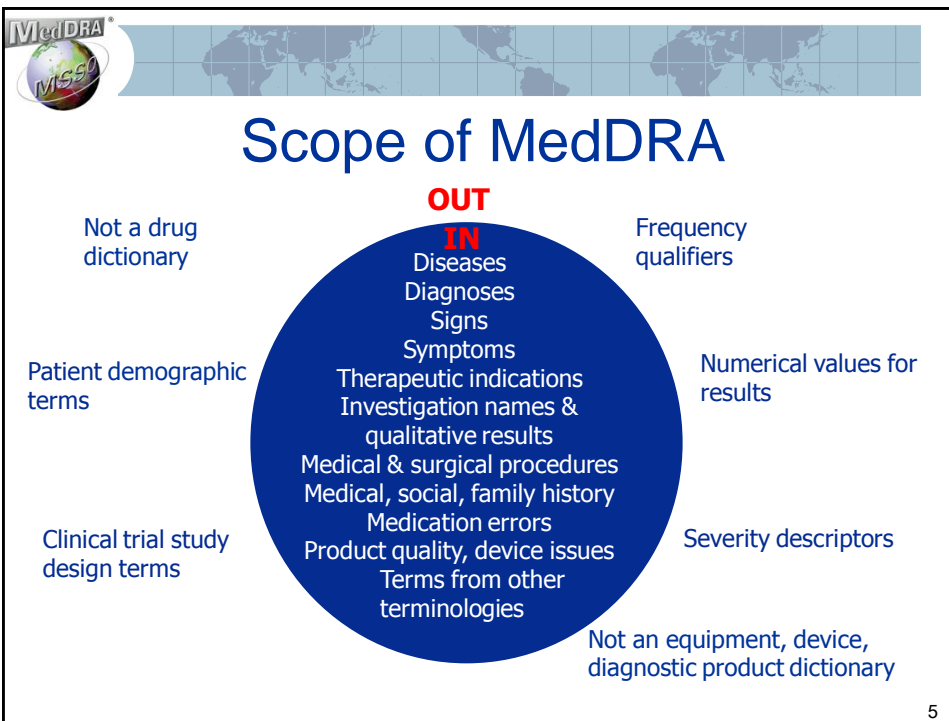 MedDRA®
MSSO
Scope of MedDRA
OUT
IN
Not a drug
dictionary
Frequency
qualifiers
Diseases
Diagnoses
Signs
Symptoms
Therapeutic indications
Investigation names &
qualitative results
Medical & surgical procedures
Medical, social, family history
Medication errors
Product quality, device issues
Terms from other
terminologies
Patient demographic
terms
Numerical values for
results
Clinical trial study
design terms
Severity descriptors
Not an equipment, device,
diagnostic product dictionary
5